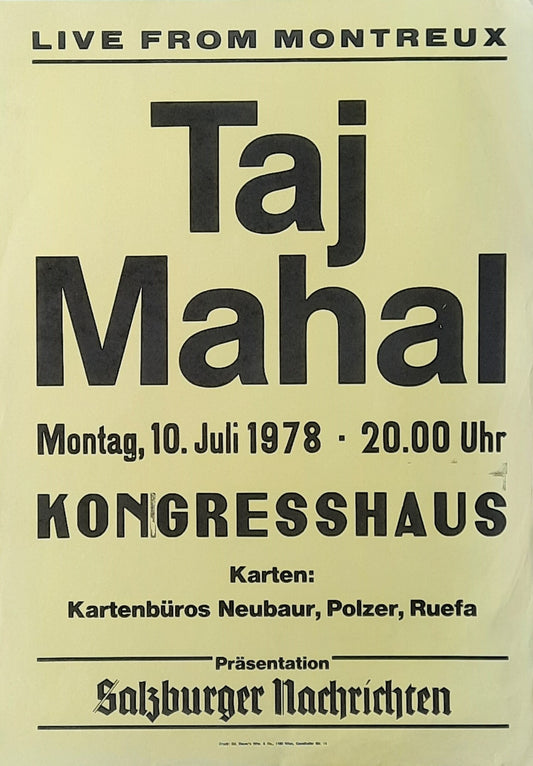 LIVE FROM MONTREUX
Taj
Mahal
Montag, 10. Juli 1978 · 20.00 Uhr
KONGRESSHAUS
Karten:
Kartenbüros Neubaur, Polzer, Ruefa
Präsentation
Salzburger Nachrichten